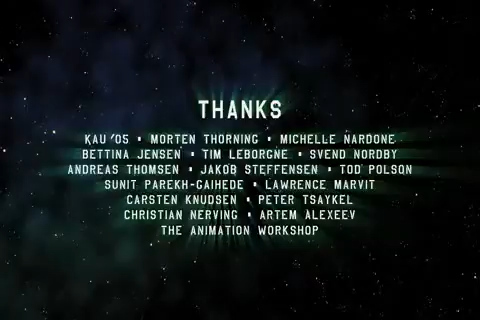 THANKS
KAU '05 ▪ MORTEN THORNING ▪ MICHELLE NARDONE
BETTINA JENSEN ▪ TIM LEBORGNE ▪ SVEND NORDBY
ANDREAS THOMSEN ▪ JAKOB STEFFENSEN ▪ TOD POLSON
SUNIT PAREKH-GAIHEDE ▪ LAWRENCE MARVIT
CARSTEN KNUDSEN ▪ PETER TSAYKEL
CHRISTIAN NERVING ▪ ARTEM ALEXEEV
THE ANIMATION WORKSHOP